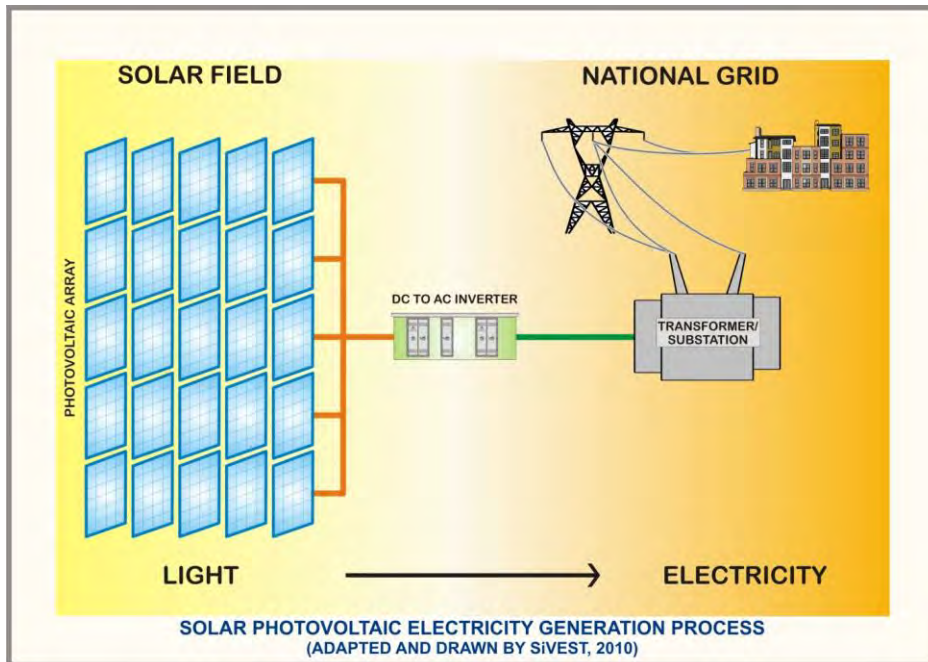 SOLAR FIELD
NATIONAL GRID
PHOTOVOLTAIC ARRAY
DC TO AC INVERTER
TRANSFORMER/
SUBSTATION
LIGHT
ELECTRICITY
SOLAR PHOTOVOLTAIC ELECTRICITY GENERATION PROCESS
(ADAPTED AND DRAWN BY SiVEST, 2010)